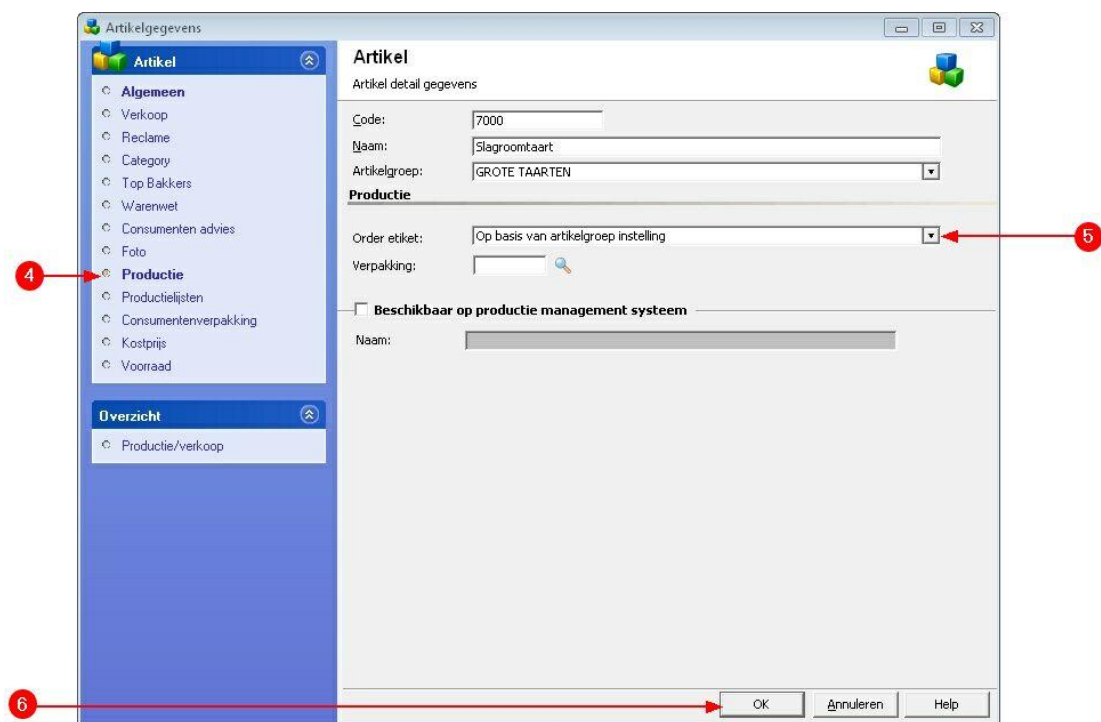 Artikelgegevens
Artikel
Algemeen
Verkoop
Reclame
Category
Top Bakkers
Warenwet
Consumenten advies
Foto
4
Productie
Productielijsten
Consumentenverpakking
Kostprijs
Voorraad
Overzicht
Productie/verkoop
Artikel
Artikel detail gegevens
Code: 7000
Naam: Slagroomtaart
Artikelgroep: GROTE TAARTEN
Productie
Order etiket: Op basis van artikelgroep instelling 5
Verpakking:
Beschikbaar op productie management systeem
Naam:
6 OK Annuleren Help